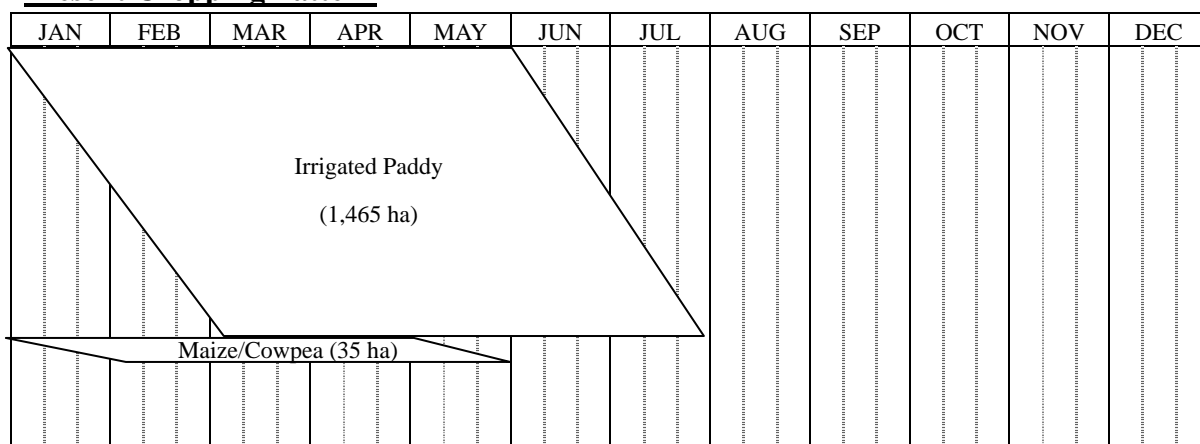 JAN FEB MAR APR MAY JUN JUL AUG SEP OCT NOV DEC
Irrigated Paddy
(1,465 ha)
Maize/Cowpea (35 ha)